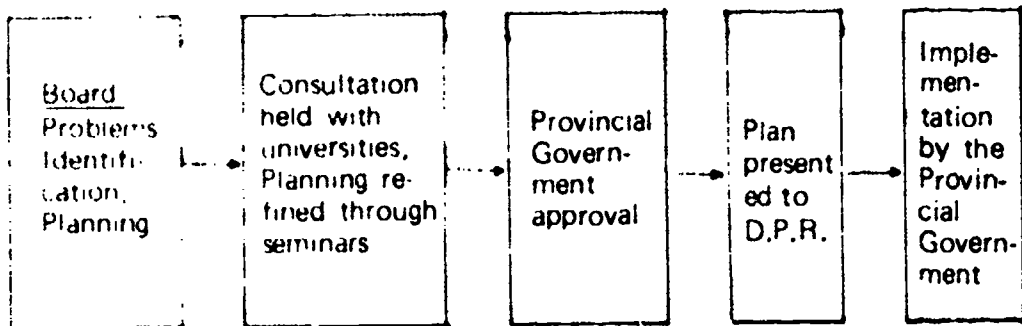 Board
Problems
Identifi-
cation,
Planning
Consultation
held with
universities,
Planning re-
fined through
seminars
Provincial
Govern-
ment
approval
Plan
present
ed to
D.P.R.
Imple-
men-
tation
by the
Provin-
cial
Govern-
ment